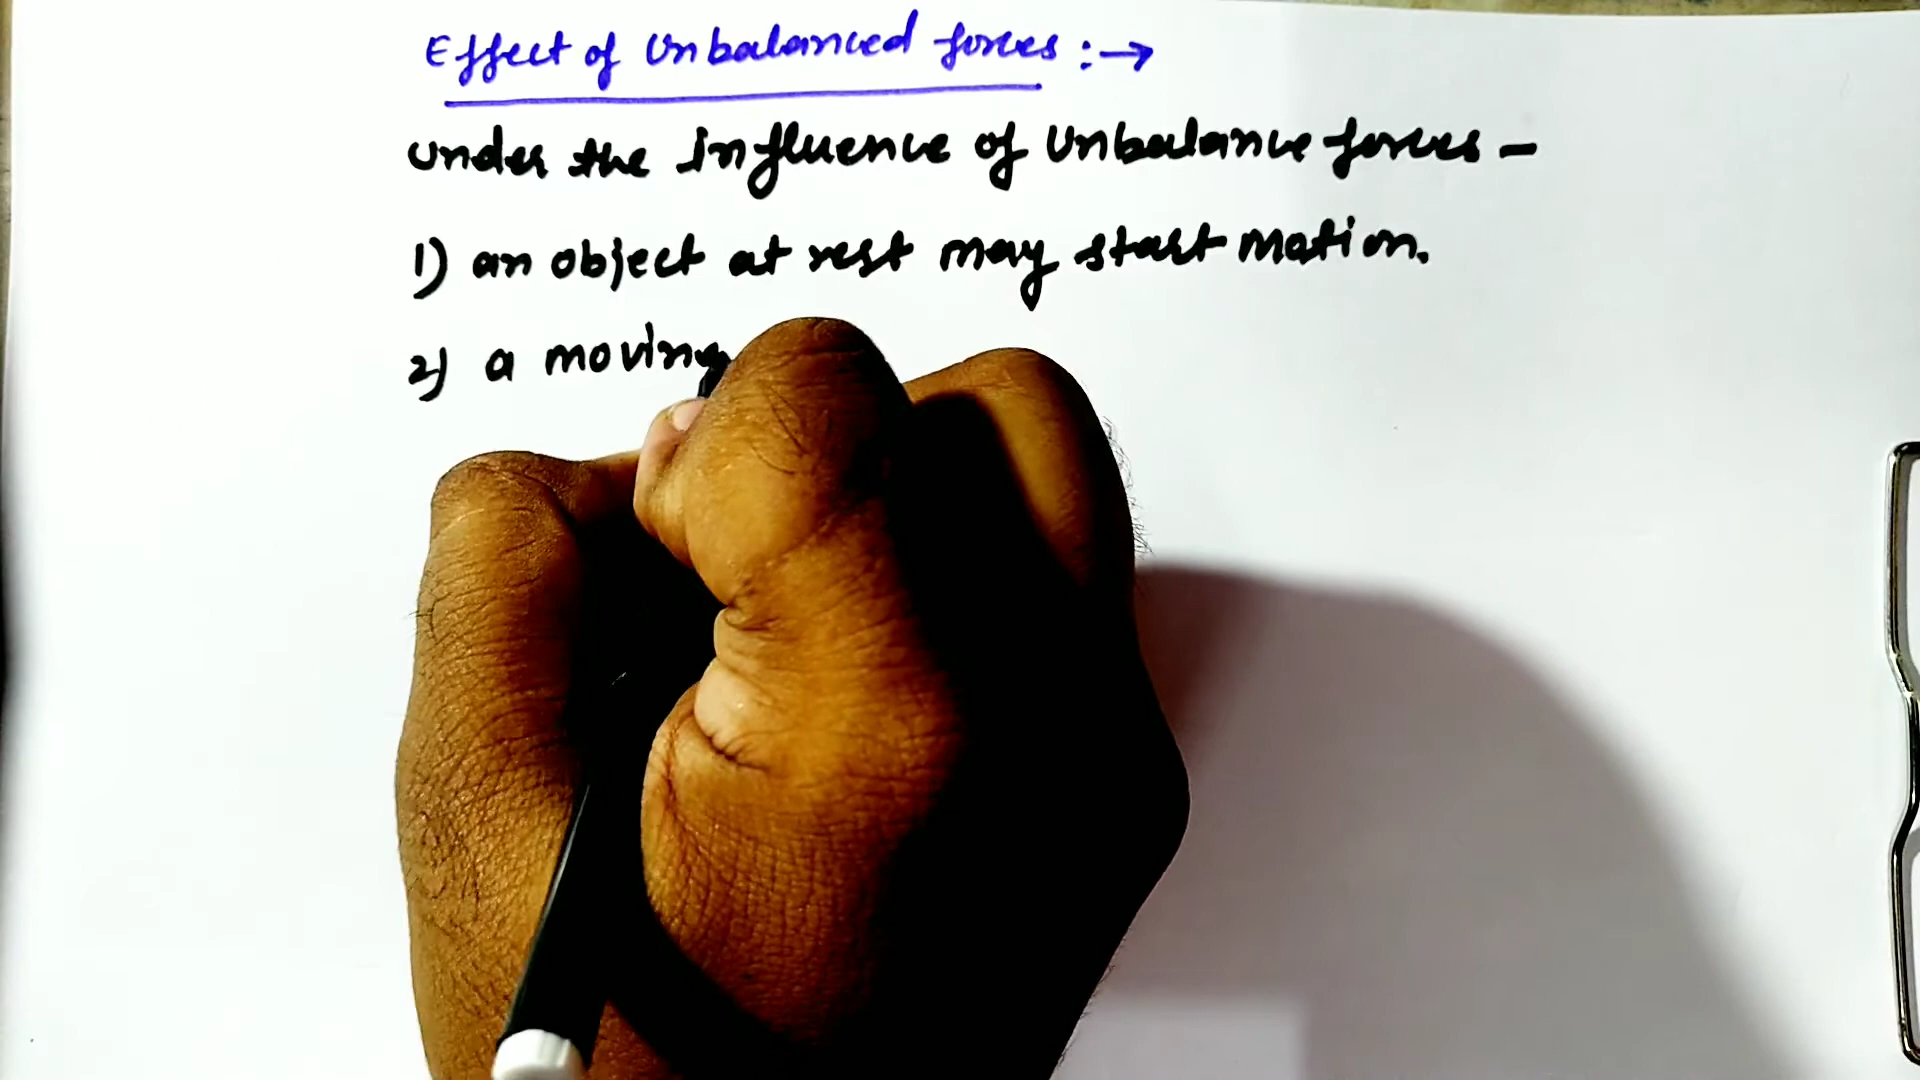 Effect of Unbalanced forces :→
under the influence of Unbalance forces -
1) an object at rest may start motion.
2) a moving